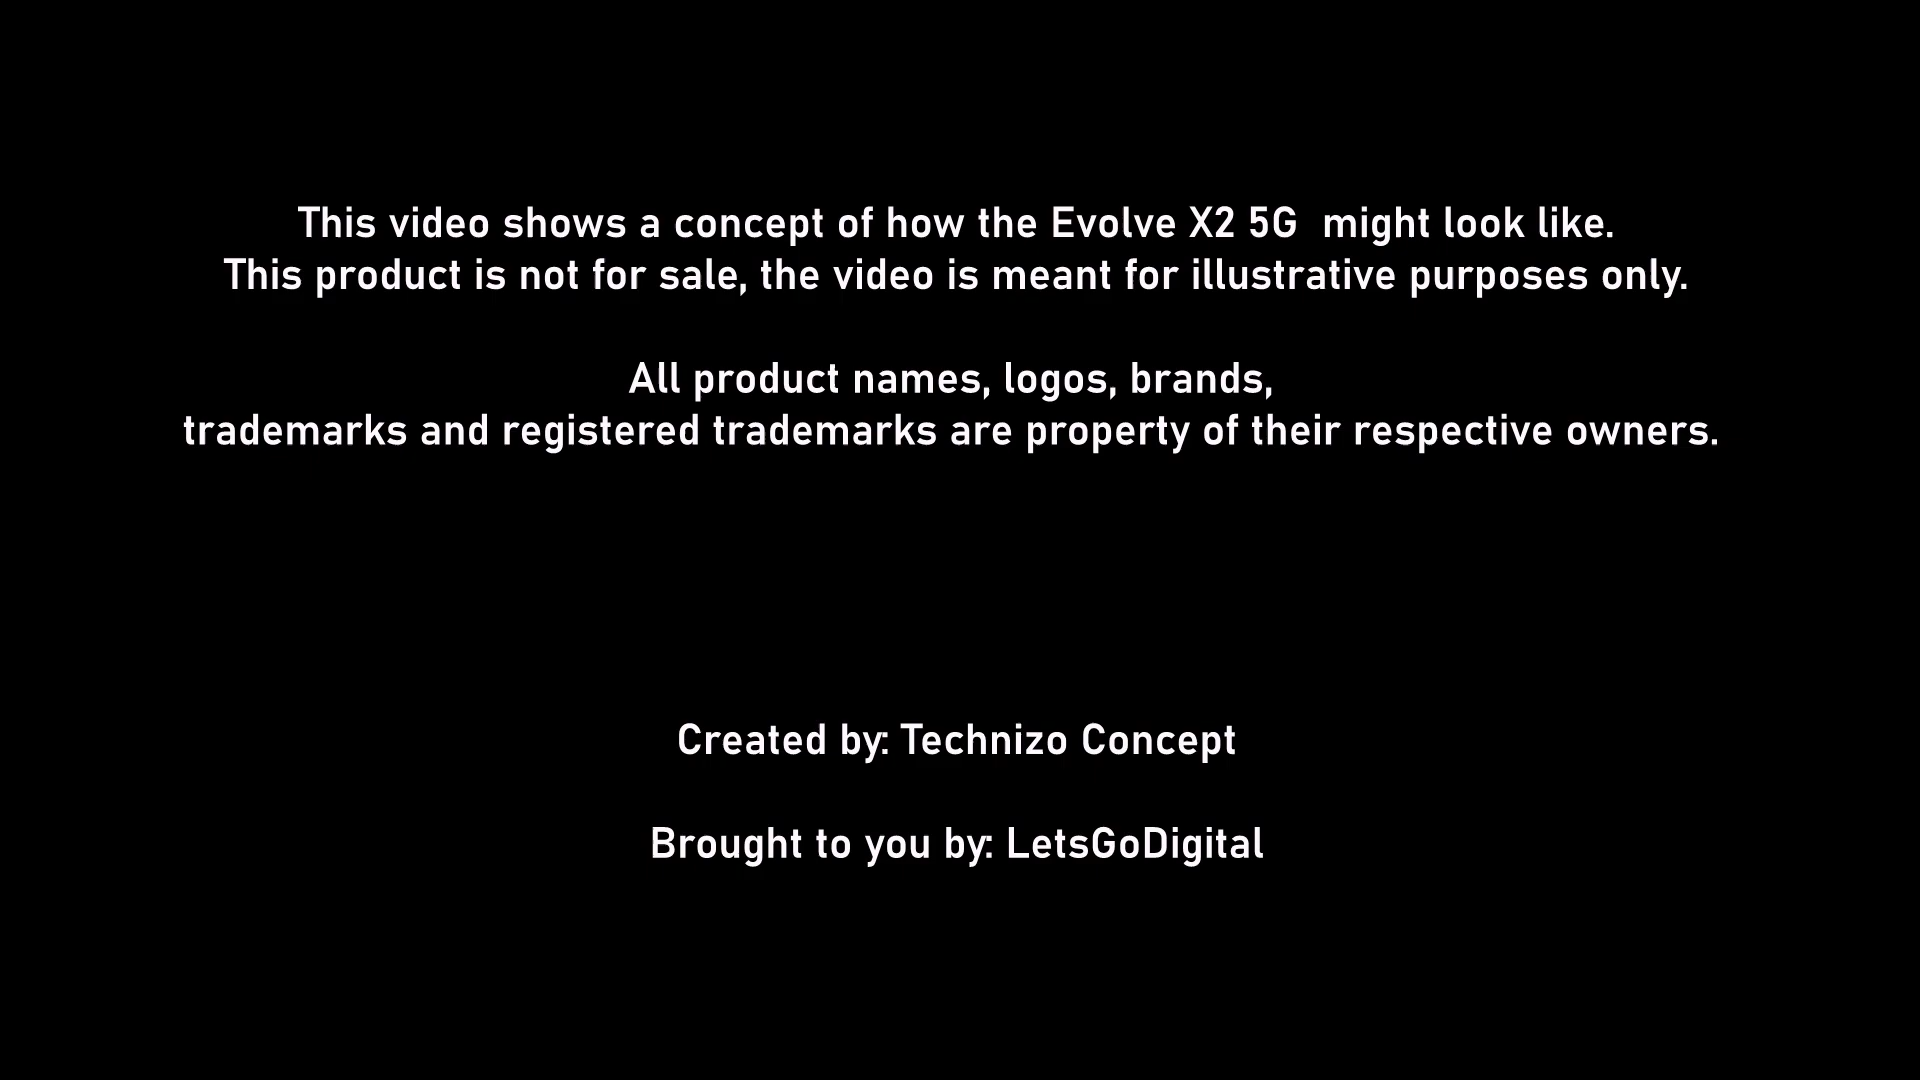 This video shows a concept of how the Evolve X2 5G  might look like.
This product is not for sale, the video is meant for illustrative purposes only.
All product names, logos, brands,
trademarks and registered trademarks are property of their respective owners.
Created by: Technizo Concept
Brought to you by: LetsGoDigital